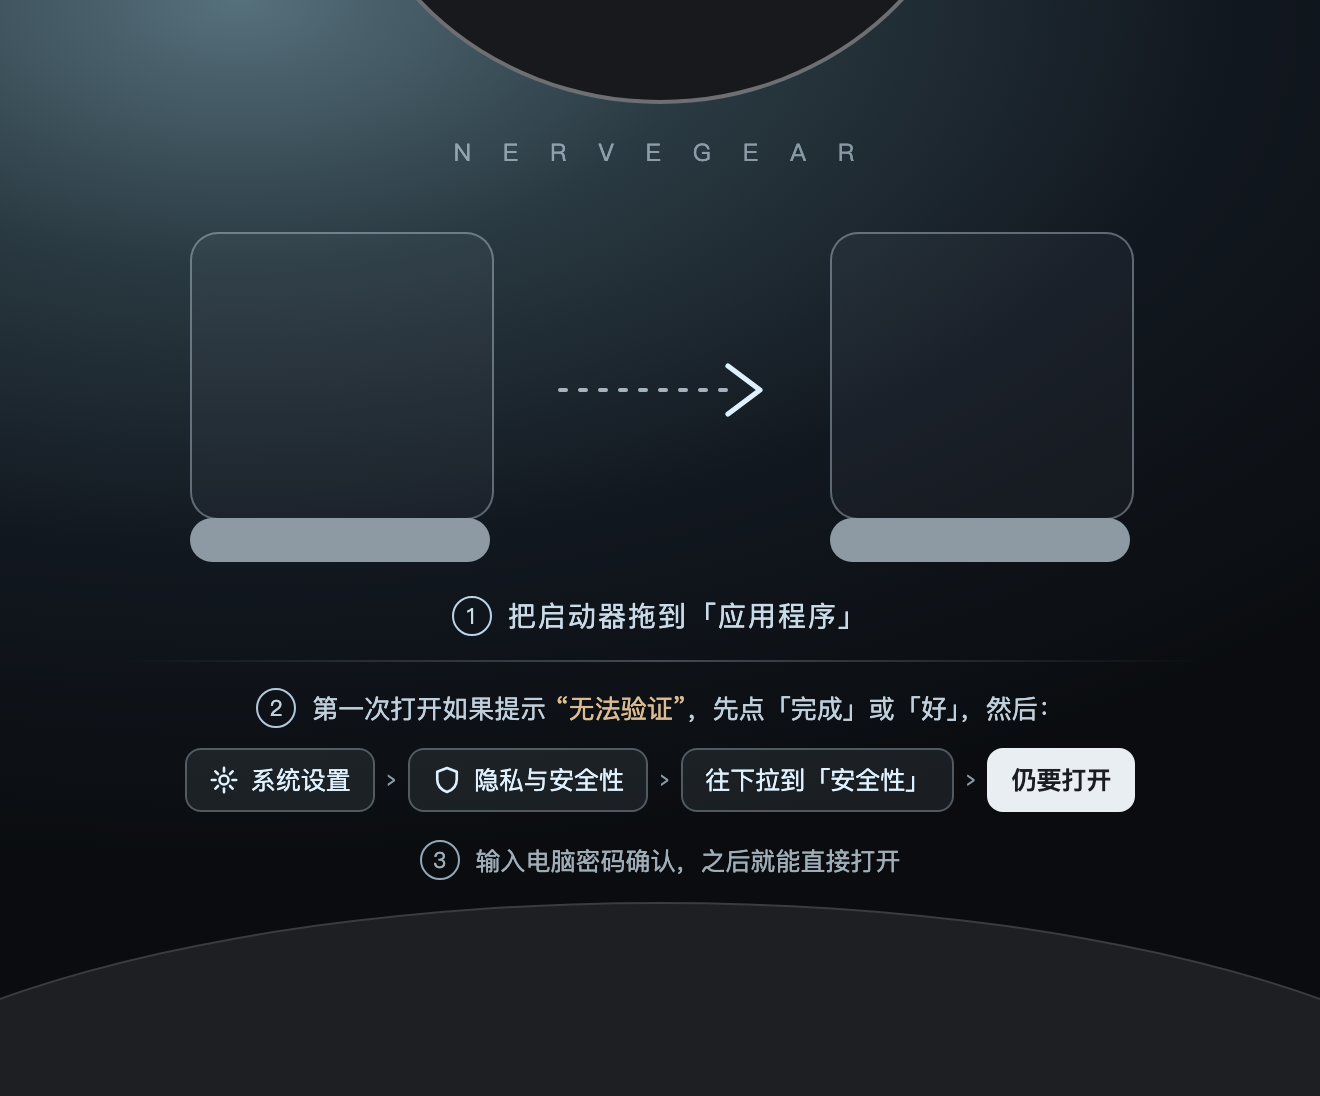 NERVEGEAR
① 把启动器拖到「应用程序」
② 第一次打开如果提示 “无法验证”，先点「完成」或「好」，然后：
系统设置 › 隐私与安全性 › 往下拉到「安全性」 › 仍要打开
③ 输入电脑密码确认，之后就能直接打开